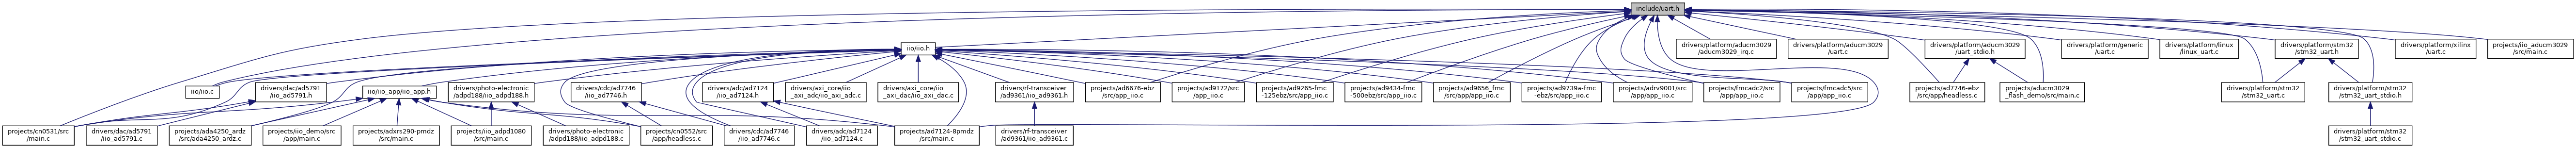 include/uart.h
iio/iio.h
drivers/platform/aducm3029
/aducm3029_irq.c
drivers/platform/aducm3029
/uart.c
drivers/platform/aducm3029
/uart_stdio.h
drivers/platform/generic
/uart.c
drivers/platform/linux
/linux_uart.c
drivers/platform/stm32
/stm32_uart.h
drivers/platform/xilinx
/uart.c
projects/iio_aducm3029
/src/main.c
iio/iio.c
drivers/dac/ad5791
/iio_ad5791.h
iio/iio_app/iio_app.h
drivers/photo-electronic
/adpd188/iio_adpd188.h
drivers/cdc/ad7746
/iio_ad7746.h
drivers/adc/ad7124
/iio_ad7124.h
drivers/axi_core/iio
_axi_adc/iio_axi_adc.c
drivers/axi_core/iio
_axi_dac/iio_axi_dac.c
drivers/rf-transceiver
/ad9361/iio_ad9361.h
projects/ad6676-ebz
/src/app_iio.c
projects/ad9172/src
/app_iio.c
projects/ad9265-fmc
-125ebz/src/app_iio.c
projects/ad9434-fmc
-500ebz/src/app_iio.c
projects/ad9656_fmc
/src/app/app_iio.c
projects/ad9739a-fmc
-ebz/src/app_iio.c
projects/adrv9001/src
/app/app_iio.c
projects/fmcadc2/src
/app/app_iio.c
projects/fmcadc5/src
/app/app_iio.c
projects/ad7746-ebz
/src/app/headless.c
projects/aducm3029
_flash_demo/src/main.c
drivers/platform/stm32
/stm32_uart.c
drivers/platform/stm32
/stm32_uart_stdio.h
projects/cn0531/src
/main.c
drivers/dac/ad5791
/iio_ad5791.c
projects/ada4250_ardz
/src/ada4250_ardz.c
projects/iio_demo/src
/app/main.c
projects/adxrs290-pmdz
/src/main.c
projects/iio_adpd1080
/src/main.c
drivers/photo-electronic
/adpd188/iio_adpd188.c
projects/cn0552/src
/app/headless.c
drivers/cdc/ad7746
/iio_ad7746.c
drivers/adc/ad7124
/iio_ad7124.c
projects/ad7124-8pmdz
/src/main.c
drivers/rf-transceiver
/ad9361/iio_ad9361.c
drivers/platform/stm32
/stm32_uart_stdio.c